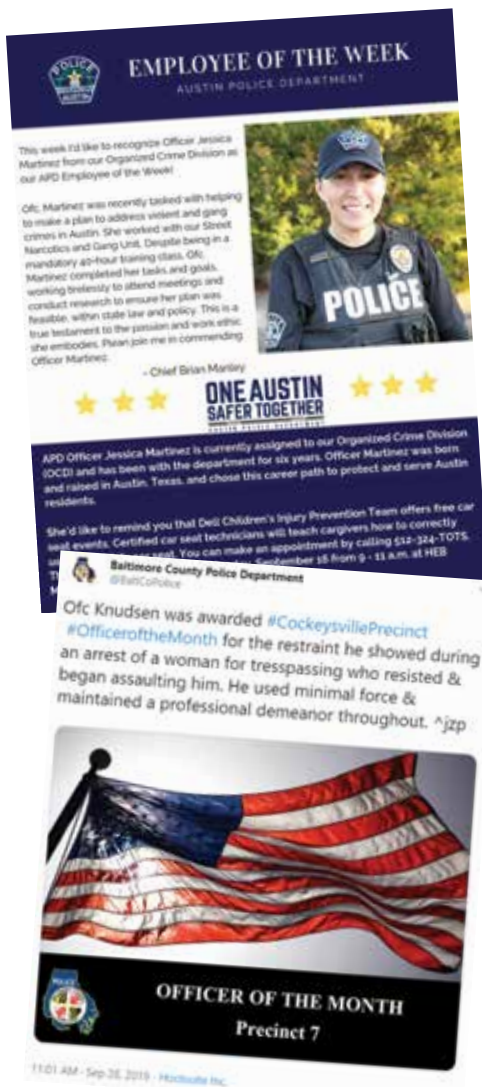 POLICE
AUSTIN
EMPLOYEE OF THE WEEK
AUSTIN POLICE DEPARTMENT
This week I'd like to recognize Officer Jessica
Martinez from our Organized Crime Division as
our APD Employee of the Week!
Ofc. Martinez was recently tasked with helping
to make a plan to address violent and gang
crimes in Austin. She worked with our Street
Narcotics and Gang Unit. Despite being in a
mandatory 40-hour training class, Ofc.
Martinez completed her tasks and goals,
working tirelessly to attend meetings and
conduct research to ensure her plan was
feasible, within state law and policy. This is a
true testament to the passion and work ethic
she embodies. Please join me in commending
Officer Martinez.
- Chief Brian Manley
POLICE
ONE AUSTIN
SAFER TOGETHER
AUSTIN POLICE DEPARTMENT
APD Officer Jessica Martinez is currently assigned to our Organized Crime Division
(OCD) and has been with the department for six years. Officer Martinez was born
and raised in Austin, Texas, and chose this career path to protect and serve Austin
residents.
She'd like to remind you that Dell Children's Injury Prevention Team offers free car
seat events. Certified car seat technicians will teach cargivers how to correctly
seat. You can make an appointment by calling 512-324-TOTS.
September 18 from 9 - 11 a.m. at HEB
Baltimore County Police Department
@BaltCoPolice
Ofc Knudsen was awarded #CockeysvillePrecinct
#OfficeroftheMonth for the restraint he showed during
an arrest of a woman for tresspassing who resisted &
began assaulting him. He used minimal force &
maintained a professional demeanor throughout. ^jzp
POLICE
OFFICER OF THE MONTH
Precinct 7
11:01 AM - Sep 28, 2019 - Hootsuite Inc.